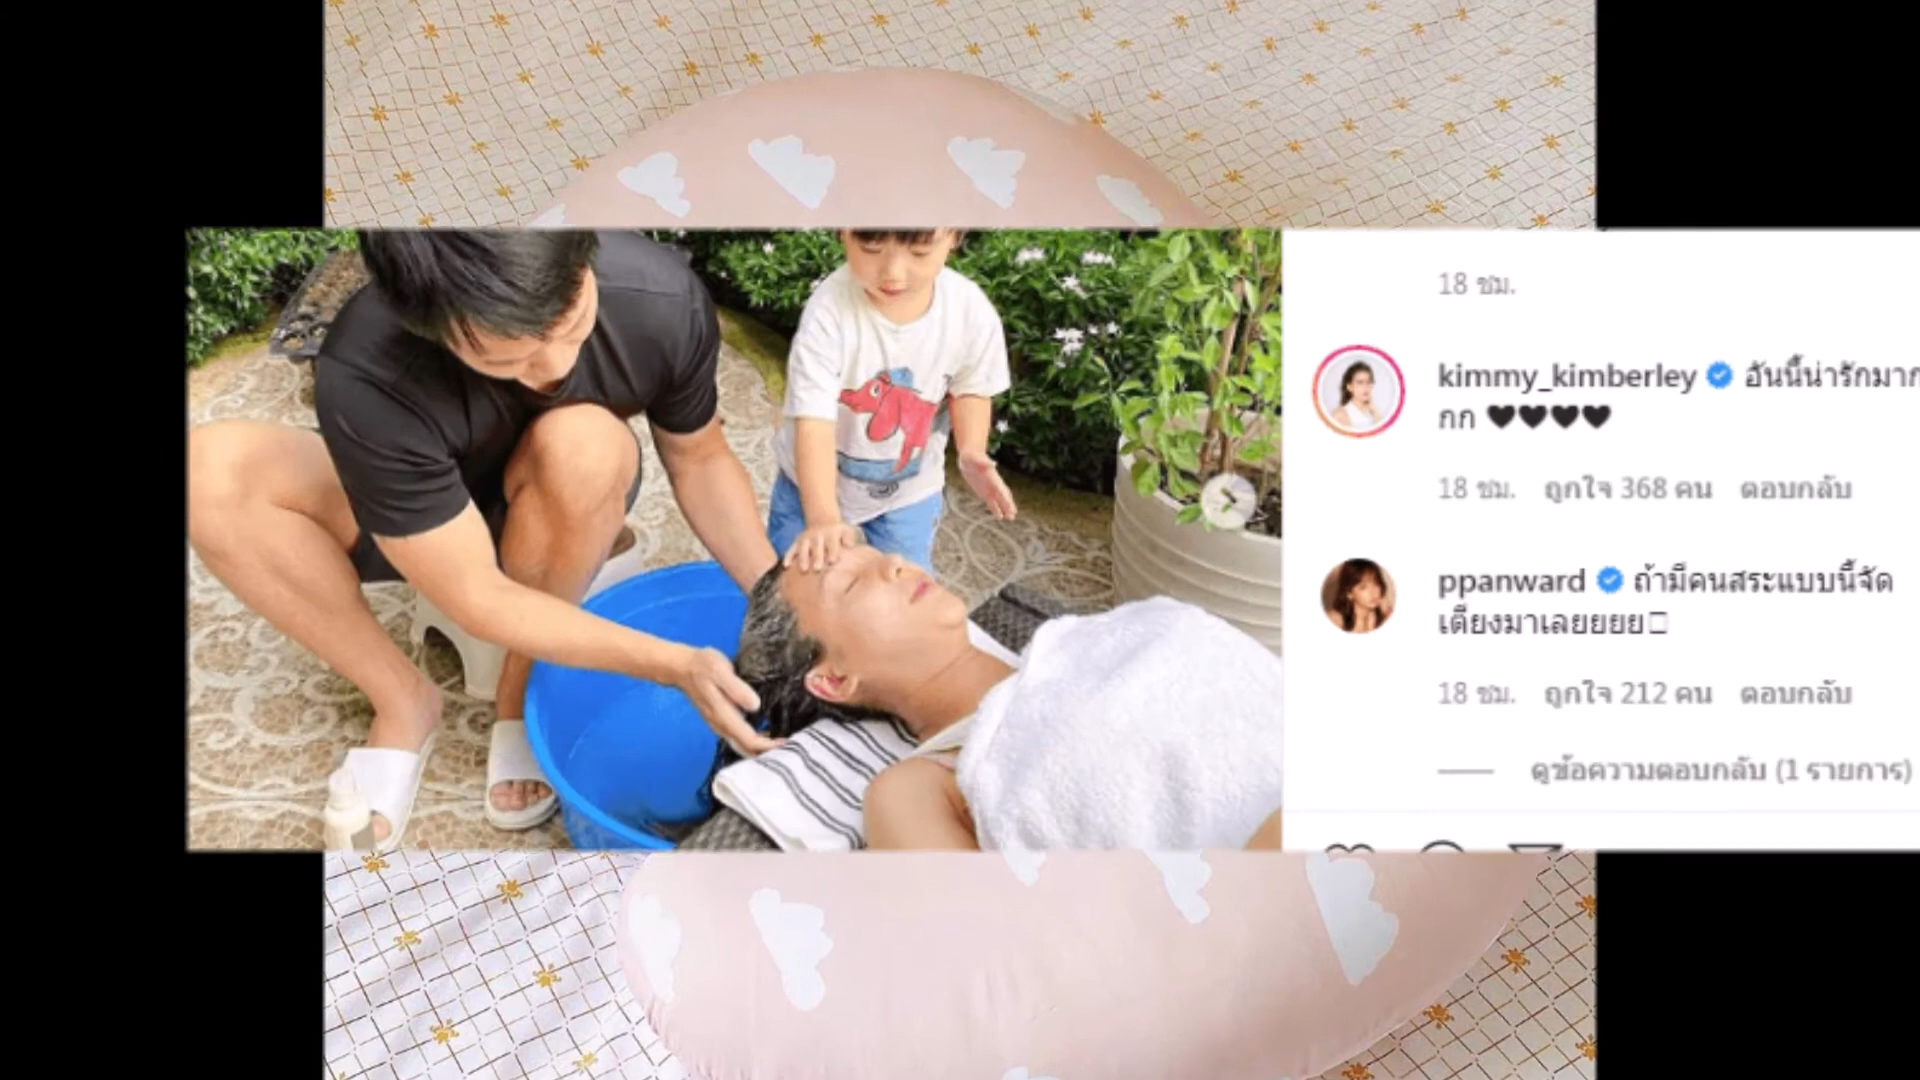 18 ชม.
kimmy_kimberley อันนี้น่ารักมาก
กก 🖤🖤🖤🖤
18 ชม. ถูกใจ 368 คน ตอบกลับ
ppanward ถ้ามีคนสระแบบนี้จัด
เตียงมาเลยยยย
18 ชม. ถูกใจ 212 คน ตอบกลับ
ดูข้อความตอบกลับ (1 รายการ)